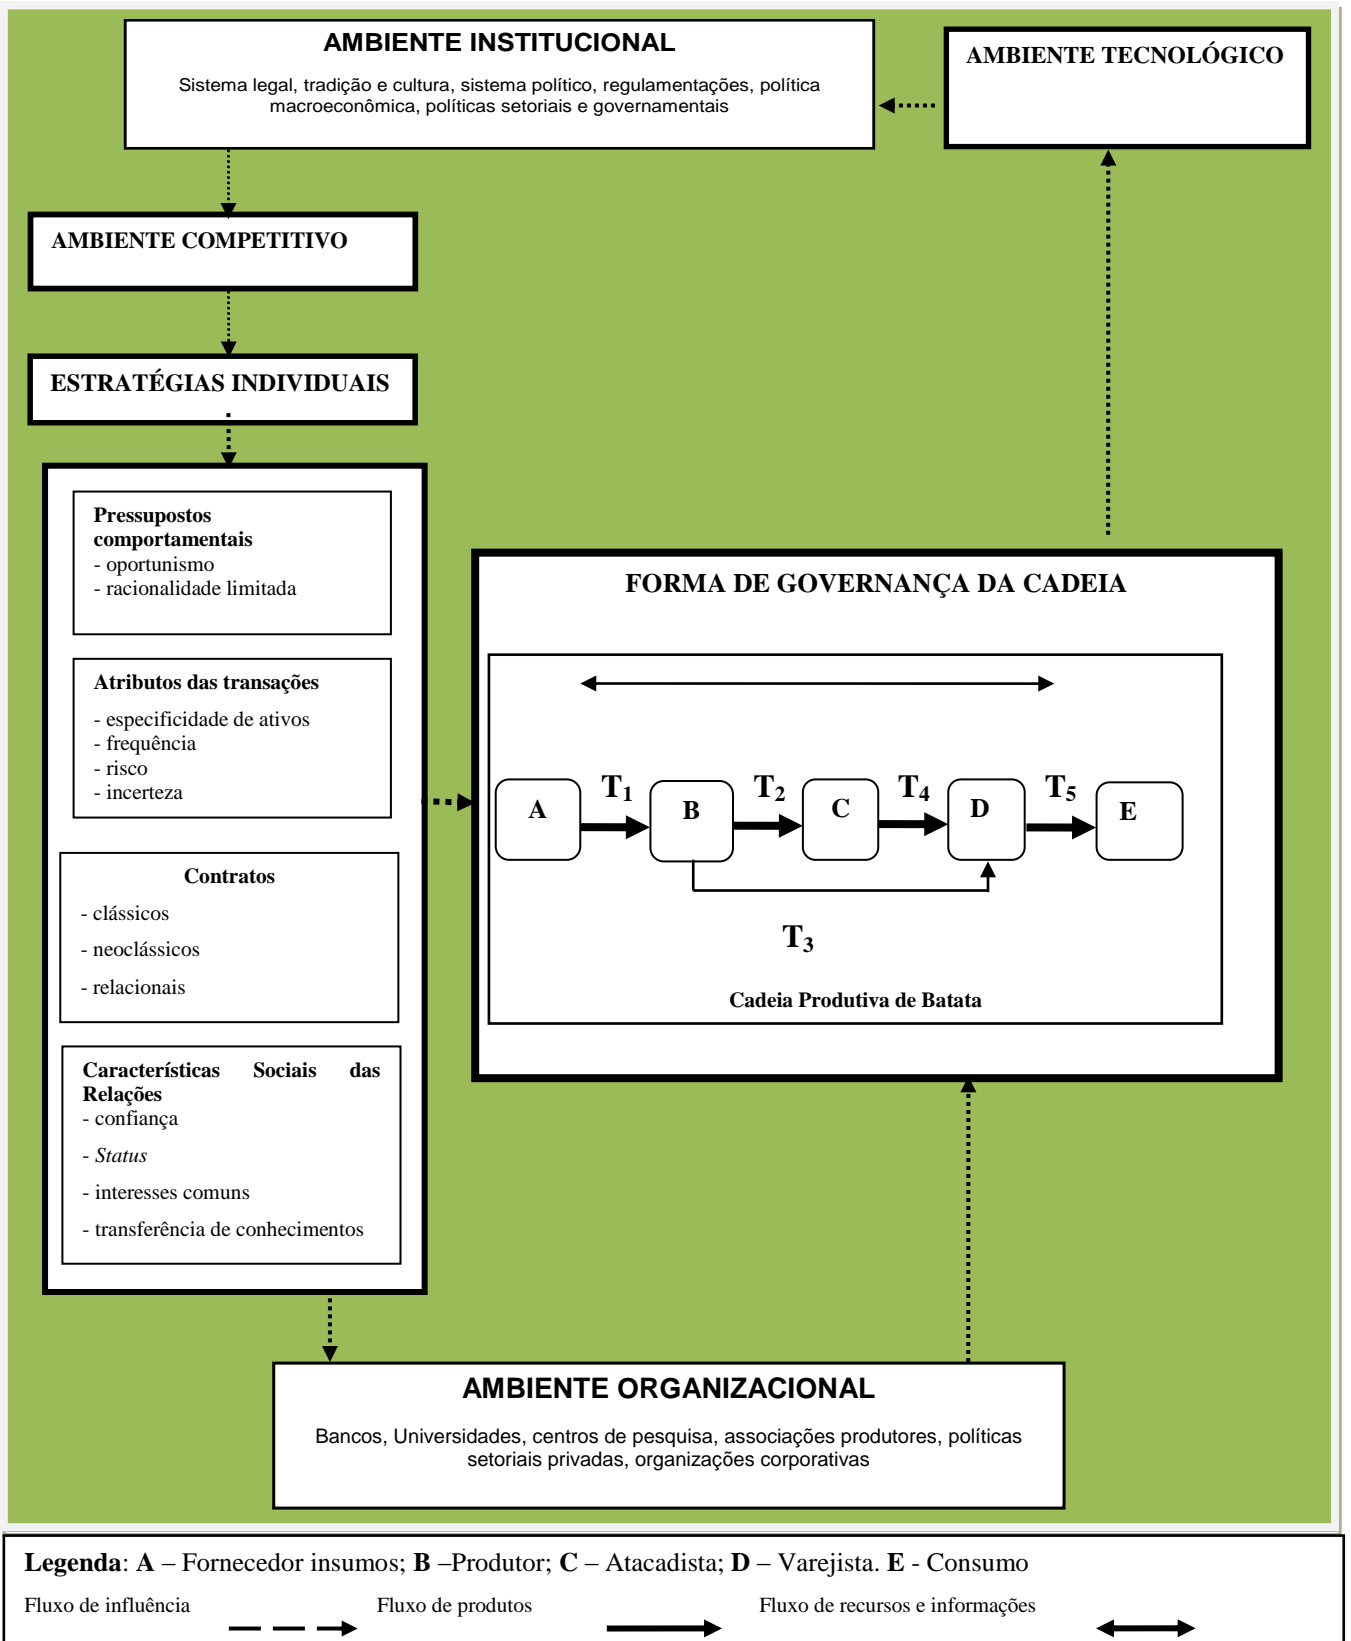 AMBIENTE INSTITUCIONAL
Sistema legal, tradição e cultura, sistema político, regulamentações, política
macroeconômica, políticas setoriais e governamentais
AMBIENTE TECNOLÓGICO
AMBIENTE COMPETITIVO
ESTRATÉGIAS INDIVIDUAIS
Pressupostos
comportamentais
- oportunismo
- racionalidade limitada
Atributos das transações
- especificidade de ativos
- frequência
- risco
- incerteza
Contratos
- clássicos
- neoclássicos
- relacionais
Características Sociais das
Relações
- confiança
- Status
- interesses comuns
- transferência de conhecimentos
FORMA DE GOVERNANÇA DA CADEIA
A T1 B T2 C T4 D T5 E
T3
Cadeia Produtiva de Batata
AMBIENTE ORGANIZACIONAL
Bancos, Universidades, centros de pesquisa, associações produtores, políticas
setoriais privadas, organizações corporativas
Legenda: A – Fornecedor insumos; B –Produtor; C – Atacadista; D – Varejista. E - Consumo
Fluxo de influência Fluxo de produtos Fluxo de recursos e informações